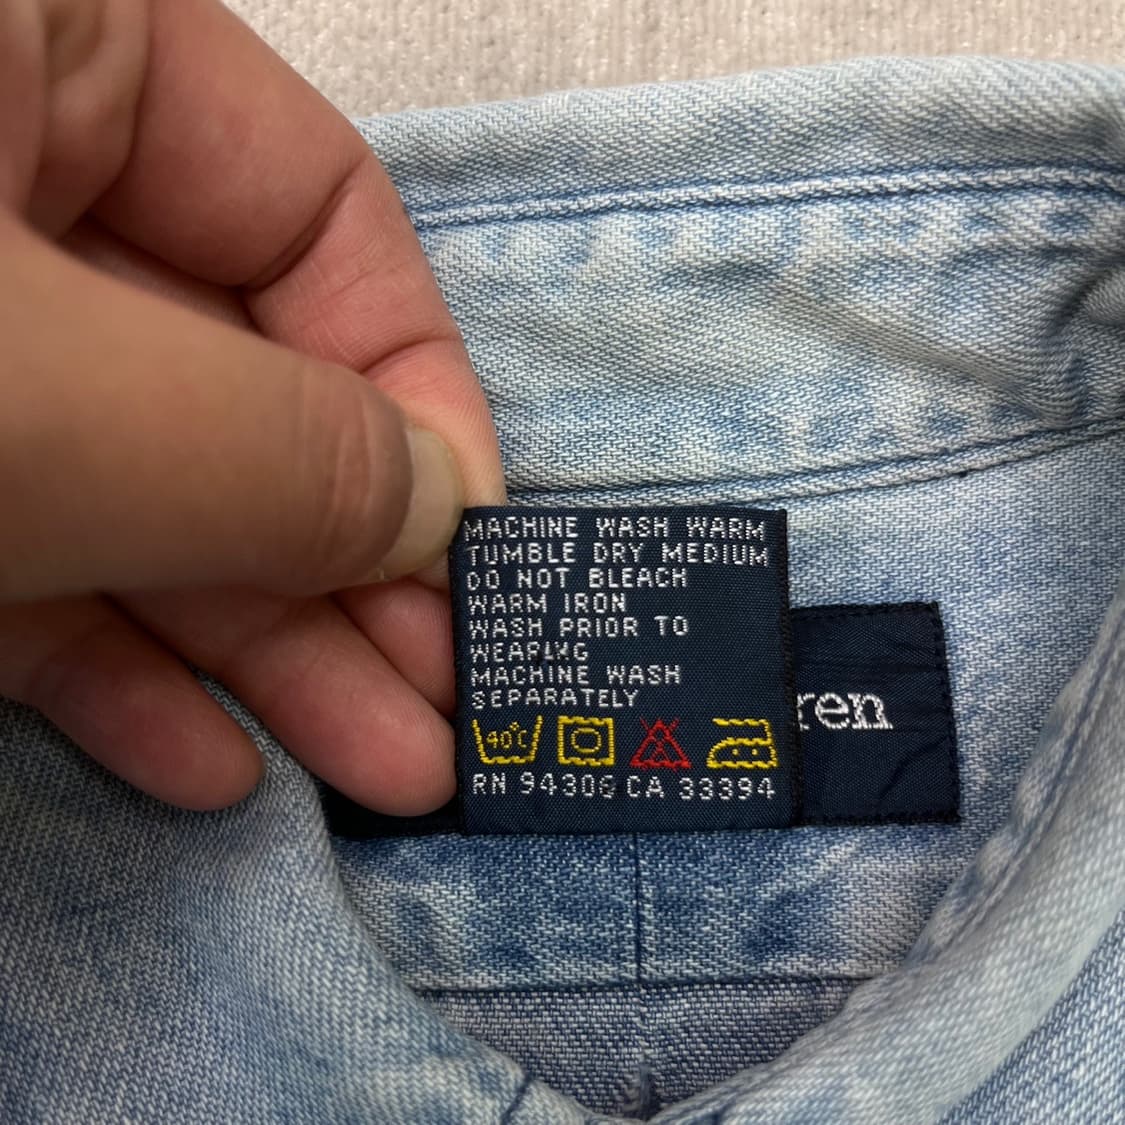 MACHINE WASH WARM
TUMBLE DRY MEDIUM
DO NOT BLEACH
WARM IRON
WASH PRIOR TO
WEARING
MACHINE WASH
SEPARATELY
40°C
RN 94306 CA 33394
ren